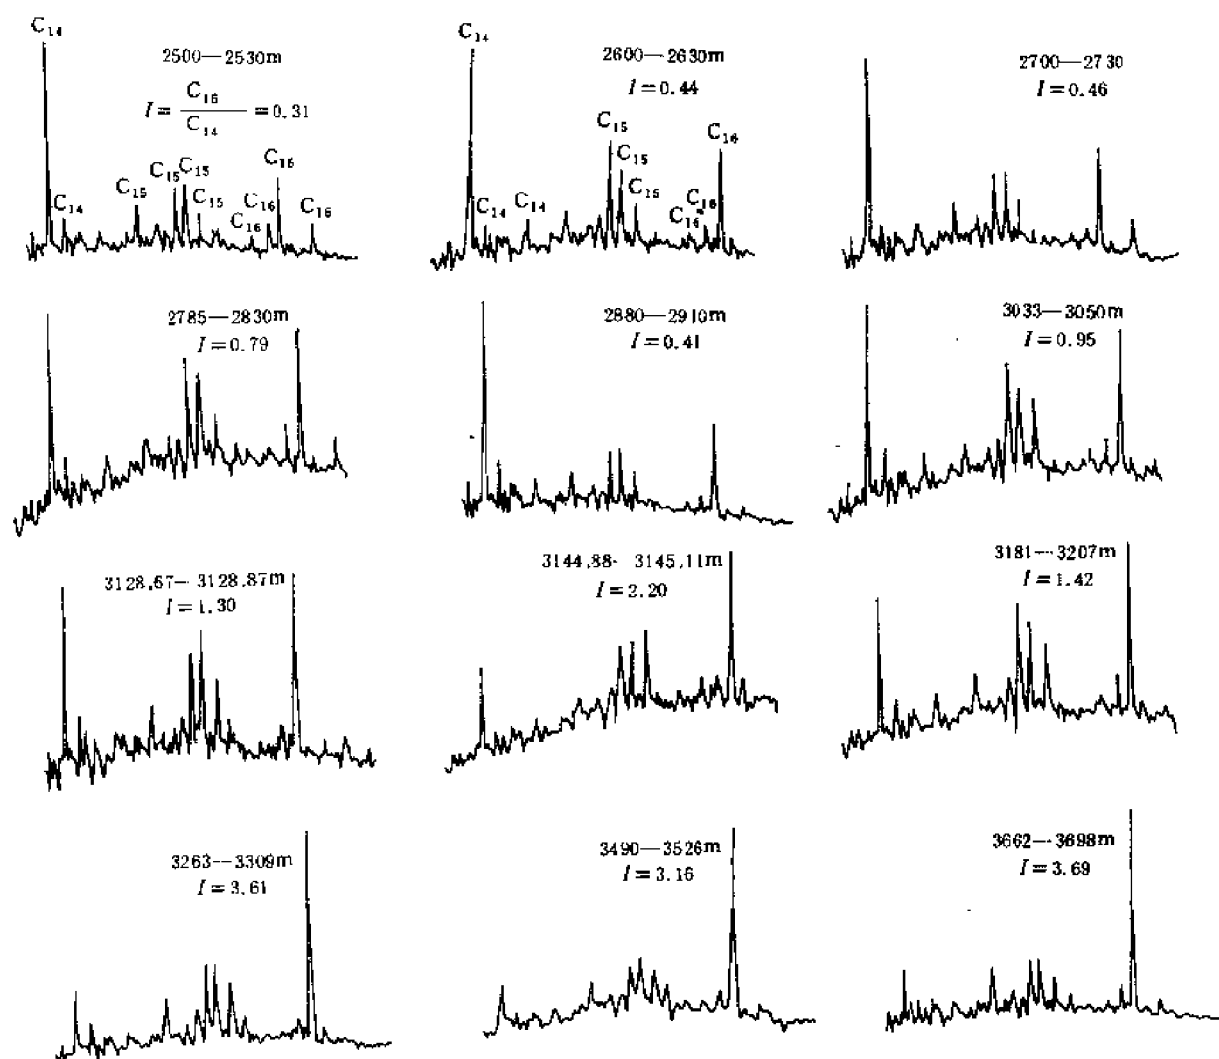 C14
2500—2530m
I = C16/C14 = 0.31
C14
C15
C15
C15
C15
C16
C16
C16
C16
C14
2600—2630m
I=0.44
C14
C14
C15
C15
C15
C16
C16
C16
2700—2730
I=0.46
2785—2830m
I=0.79
2880—2910m
I=0.41
3033—3050m
I=0.95
3128.67—3128.87m
I=1.30
3144.88-3145.11m
I=2.20
3181—3207m
I=1.42
3263—3309m
I=3.61
3490—3526m
I=3.16
3662—3698m
I=3.69